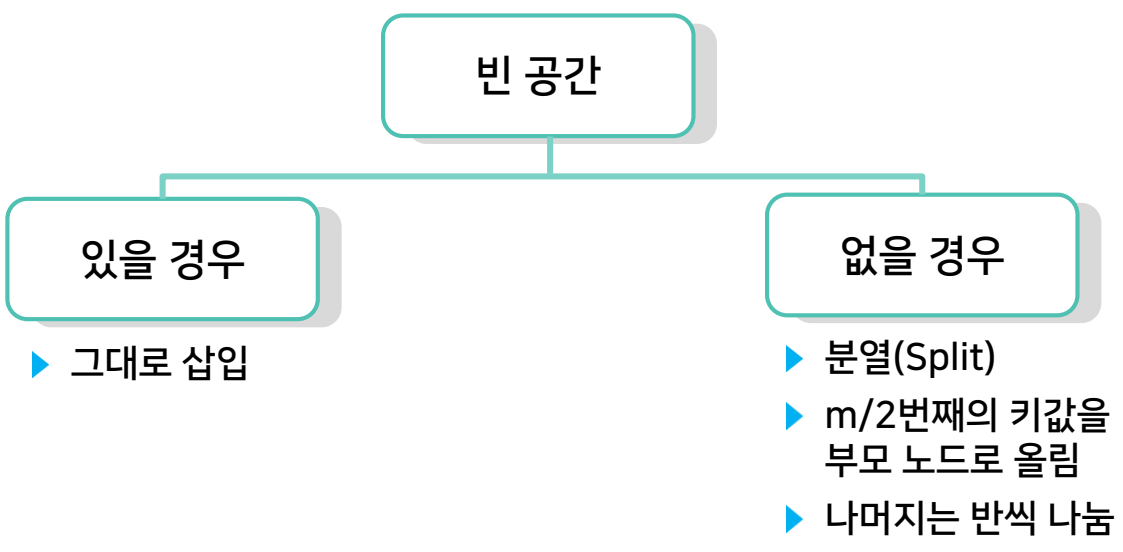 빈 공간
있을 경우
그대로 삽입
없을 경우
분열(Split)
m/2번째의 키값을
부모 노드로 올림
나머지는 반씩 나눔